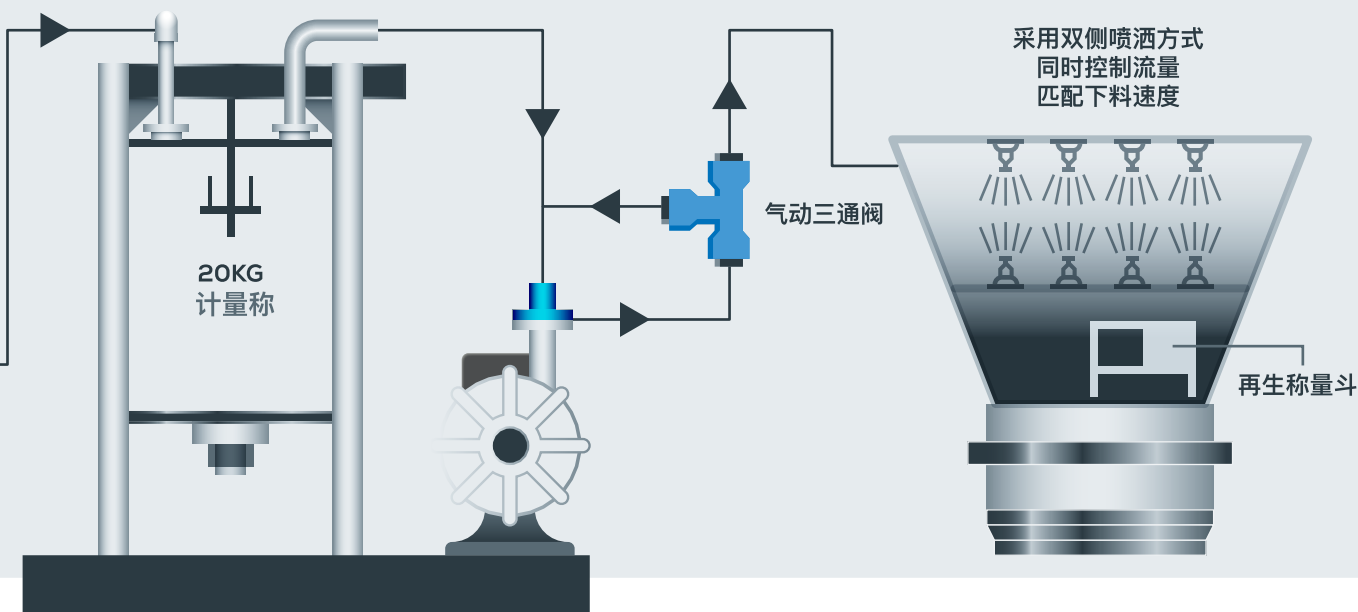 采用双侧喷洒方式
同时控制流量
匹配下料速度
气动三通阀
20KG
计量称
再生称量斗